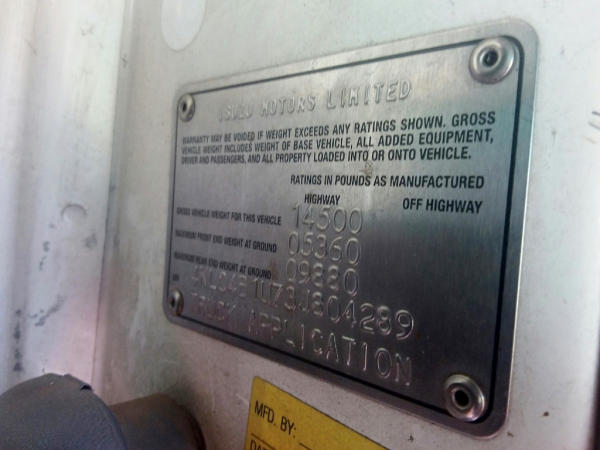 ISUZU MOTORS LIMITED
WARRANTY MAY BE VOIDED IF WEIGHT EXCEEDS ANY RATINGS SHOWN. GROSS
VEHICLE WEIGHT INCLUDES WEIGHT OF BASE VEHICLE, ALL ADDED EQUIPMENT,
DRIVER AND PASSENGERS, AND ALL PROPERTY LOADED INTO OR ONTO VEHICLE.
RATINGS IN POUNDS AS MANUFACTURED
HIGHWAY OFF HIGHWAY
GROSS VEHICLE WEIGHT FOR THIS VEHICLE 14500
MAXIMUM FRONT END WEIGHT AT GROUND 05360
MAXIMUM REAR END WEIGHT AT GROUND 09880
VIN
TRUCK APPLICATION
MFD. BY: